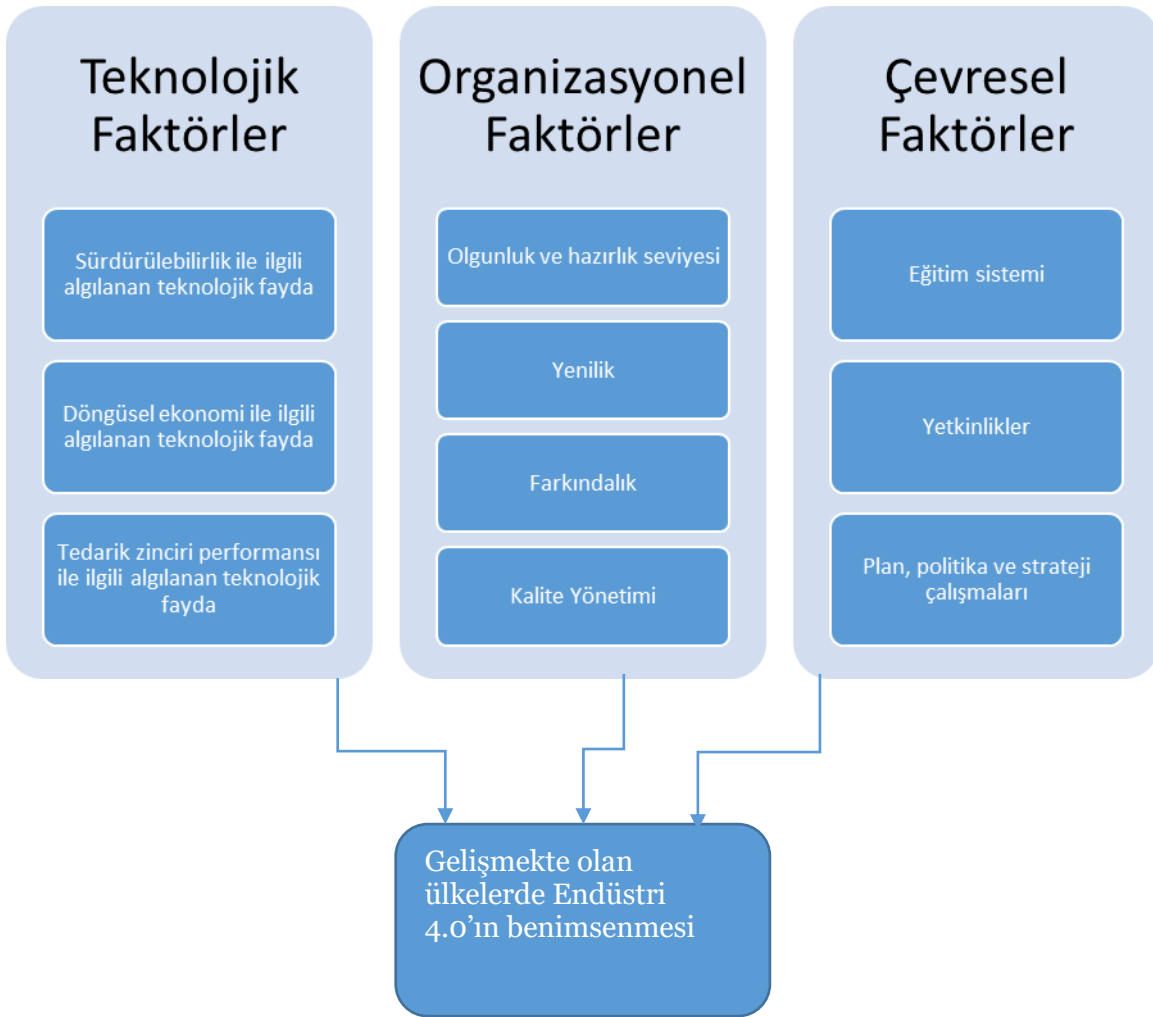 Teknolojik
Faktörler
Sürdürülebilirlik ile ilgili
algılanan teknolojik fayda
Döngüsel ekonomi ile ilgili
algılanan teknolojik fayda
Tedarik zinciri performansı
ile ilgili algılanan teknolojik
fayda
Organizasyonel
Faktörler
Olgunluk ve hazırlık seviyesi
Yenilik
Farkındalık
Kalite Yönetimi
Çevresel
Faktörler
Eğitim sistemi
Yetkinlikler
Plan, politika ve strateji
çalışmaları
Gelişmekte olan
ülkelerde Endüstri
4.0’ın benimsenmesi